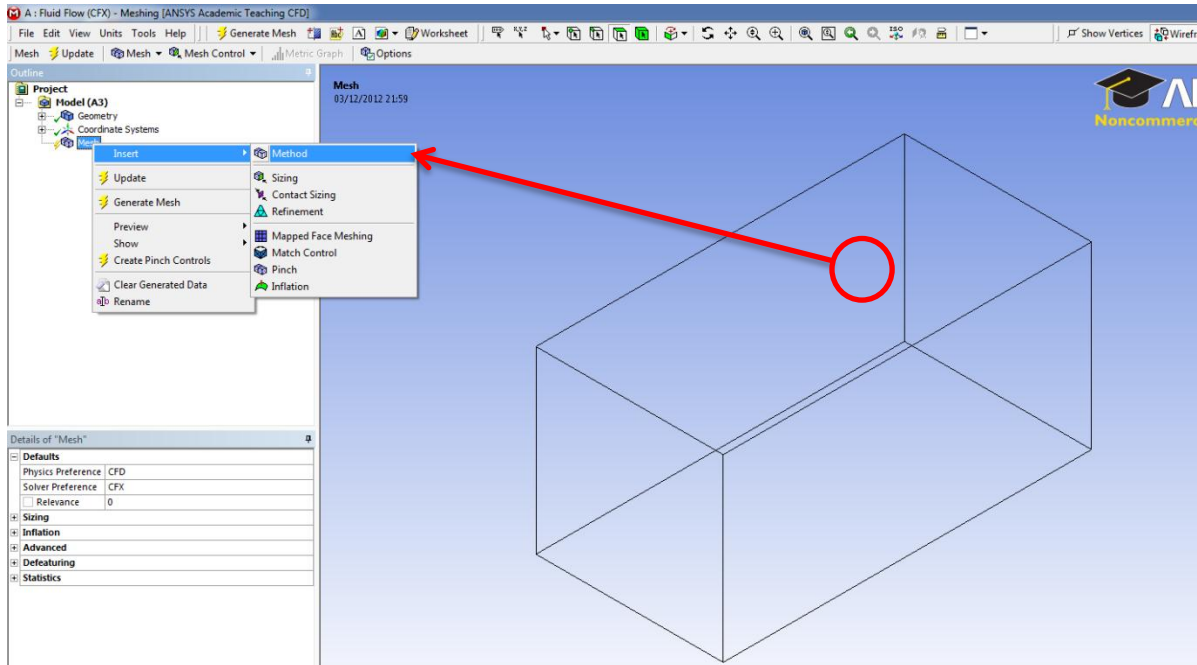 A : Fluid Flow (CFX) - Meshing [ANSYS Academic Teaching CFD]
File Edit View Units Tools Help Generate Mesh Worksheet Show Vertices
Mesh Update Mesh Mesh Control Metric Graph Options
Outline
Project
Model (A3)
Geometry
Coordinate Systems
Mesh
Insert
Update
Generate Mesh
Preview
Show
Create Pinch Controls
Clear Generated Data
Rename
Method
Sizing
Contact Sizing
Refinement
Mapped Face Meshing
Match Control
Pinch
Inflation
Mesh
03/12/2012 21:59
Details of "Mesh"
Defaults
Physics Preference CFD
Solver Preference CFX
Relevance 0
Sizing
Inflation
Advanced
Defeaturing
Statistics